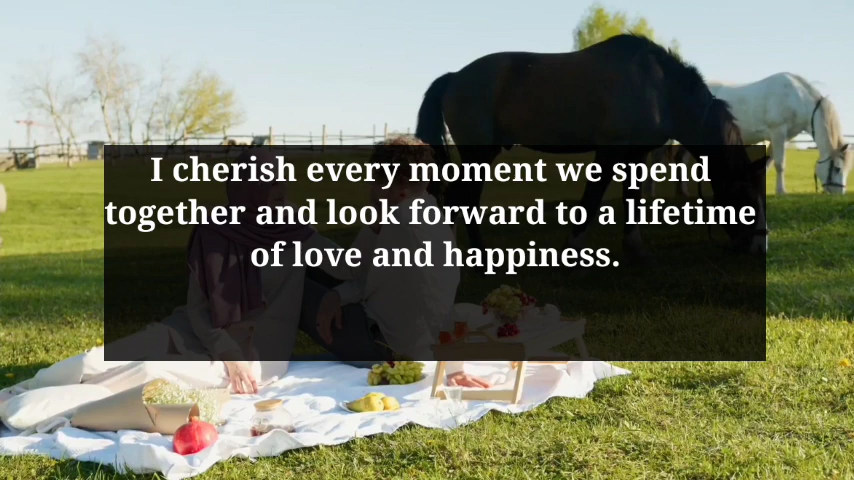 I cherish every moment we spend
together and look forward to a lifetime
of love and happiness.